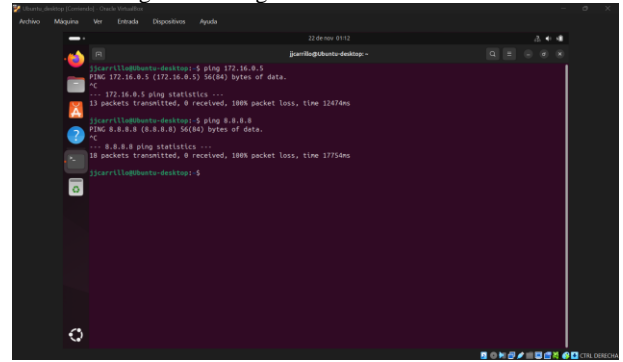 Ubuntu_desktop [Corriendo] - Oracle VirtualBox
Archivo Máquina Ver Entrada Dispositivos Ayuda
22 de nov 01:12
jjcarrillo@Ubuntu-desktop: ~
jjcarrillo@Ubuntu-desktop:~$ ping 172.16.0.5
PING 172.16.0.5 (172.16.0.5) 56(84) bytes of data.
^C
--- 172.16.0.5 ping statistics ---
13 packets transmitted, 0 received, 100% packet loss, time 12474ms
jjcarrillo@Ubuntu-desktop:~$ ping 8.8.8.8
PING 8.8.8.8 (8.8.8.8) 56(84) bytes of data.
^C
--- 8.8.8.8 ping statistics ---
18 packets transmitted, 0 received, 100% packet loss, time 17754ms
jjcarrillo@Ubuntu-desktop:~$
CTRL DERECHA